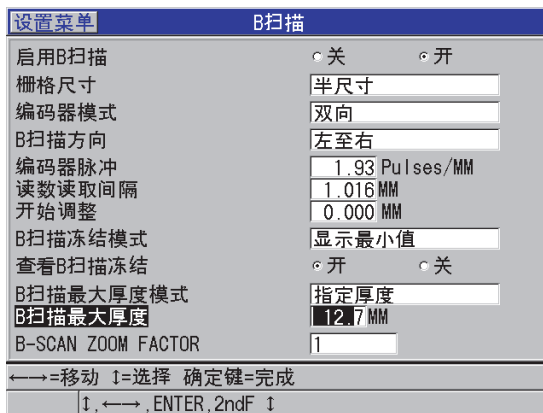 设置菜单 B扫描
启用B扫描 关 开
栅格尺寸 半尺寸
编码器模式 双向
B扫描方向 左至右
编码器脉冲 1.93 Pulses/MM
读数读取间隔 1.016 MM
开始调整 0.000 MM
B扫描冻结模式 显示最小值
查看B扫描冻结 开 关
B扫描最大厚度模式 指定厚度
B扫描最大厚度 12.7 MM
B-SCAN ZOOM FACTOR 1
←→=移动 ↕=选择 确定键=完成
↕,←→,ENTER,2ndF ↕